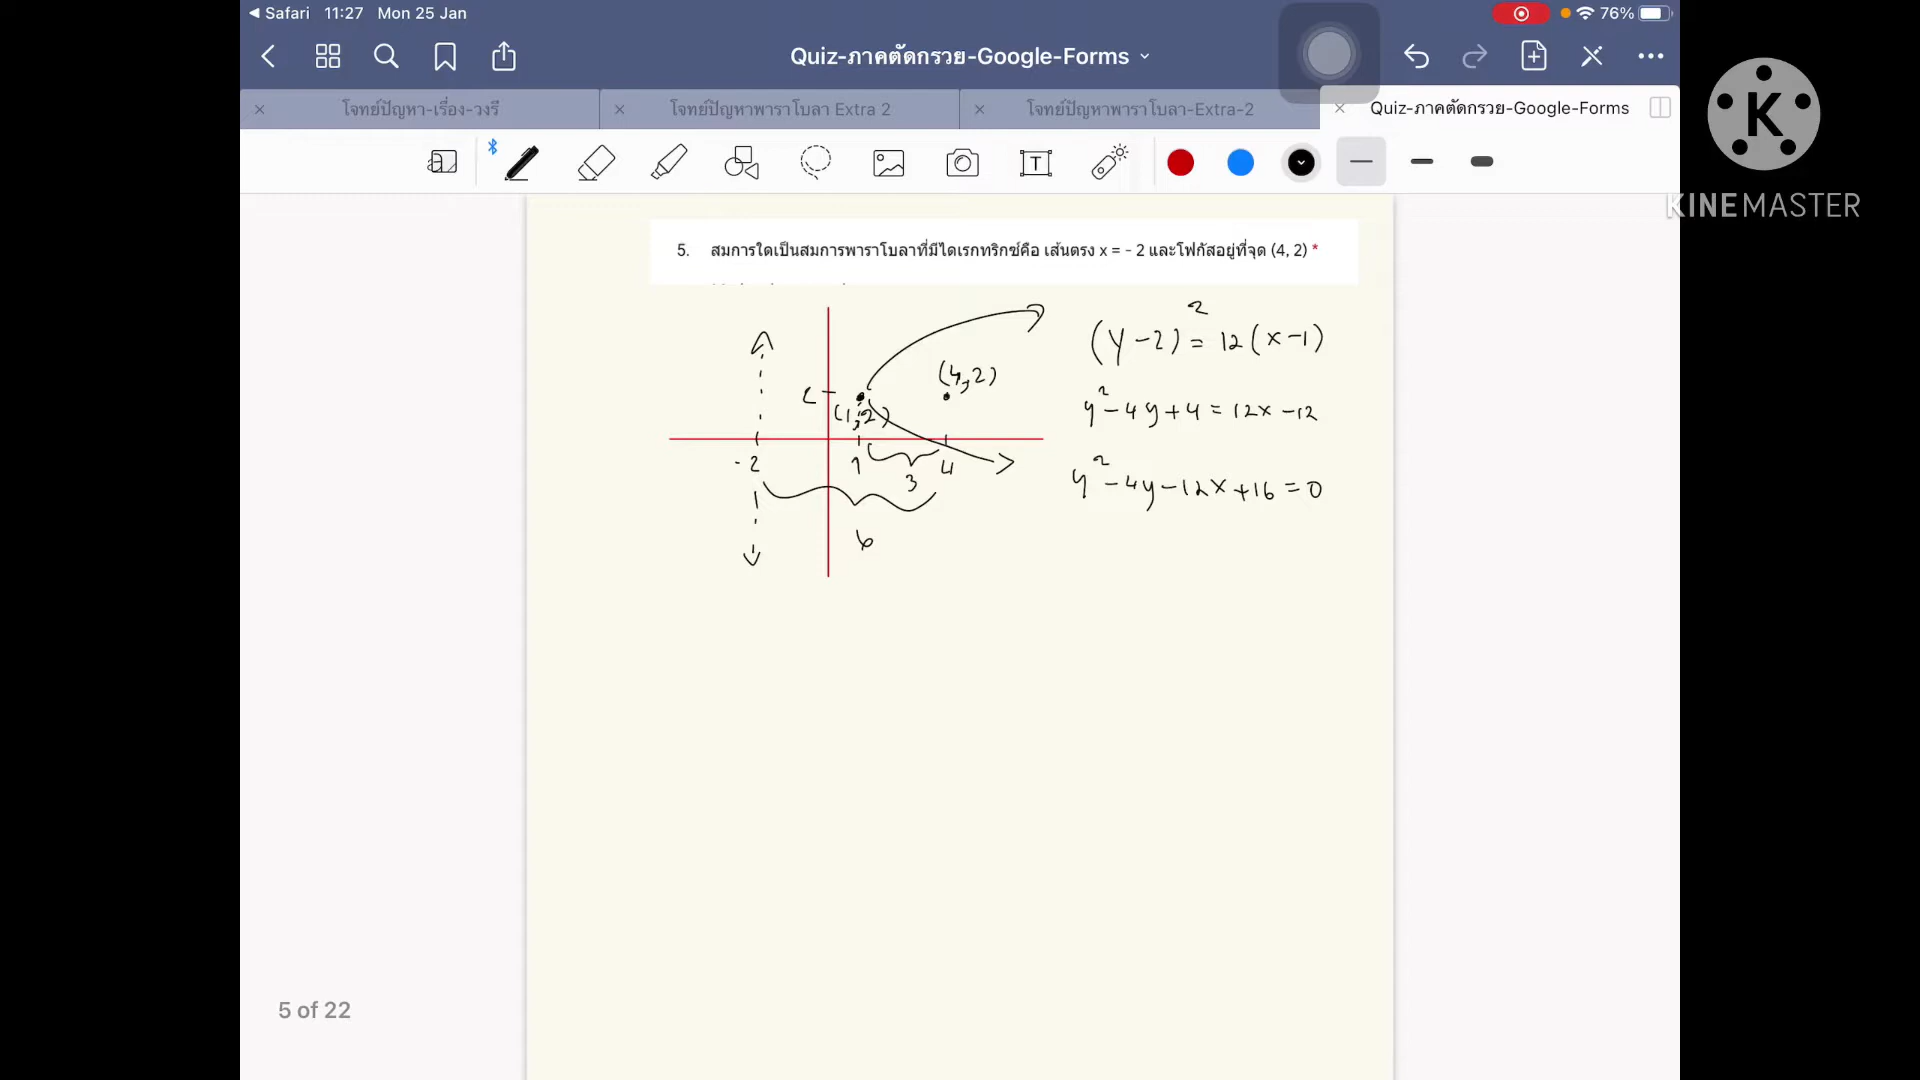 Safari 11:27 Mon 25 Jan 76%
Quiz-ภาคตัดกรวย-Google-Forms
โจทย์ปัญหา-เรื่อง-วงรี
โจทย์ปัญหาพาราโบลา Extra 2
โจทย์ปัญหาพาราโบลา-Extra-2
Quiz-ภาคตัดกรวย-Google-Forms
K
KINEMASTER
T
5. สมการใดเป็นสมการพาราโบลาที่มีไดเรกทริกซ์คือ เส้นตรง x = - 2 และโฟกัสอยู่ที่จุด (4, 2) *
(y-2)² = 12(x-1)
(4,2)
(1,2)
y²-4y+4 = 12x-12
-2 1 4
3
y²-4y-12x+16 = 0
6
5 of 22